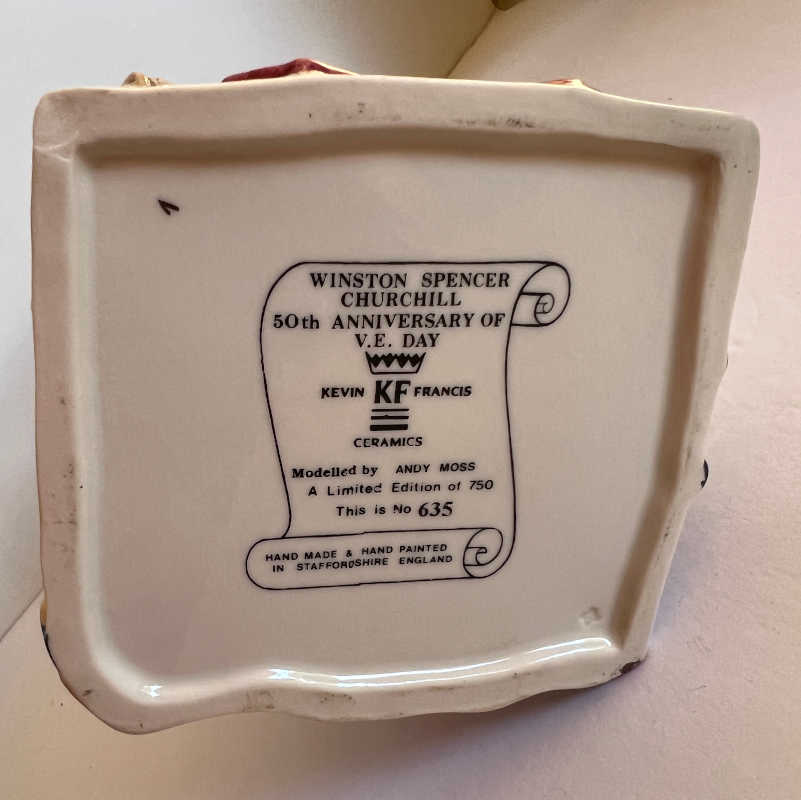 WINSTON SPENCER
CHURCHILL
50th ANNIVERSARY OF
V.E. DAY
KEVIN KF FRANCIS
CERAMICS
Modelled by ANDY MOSS
A Limited Edition of 750
This is No 635
HAND MADE & HAND PAINTED
IN STAFFORDSHIRE ENGLAND